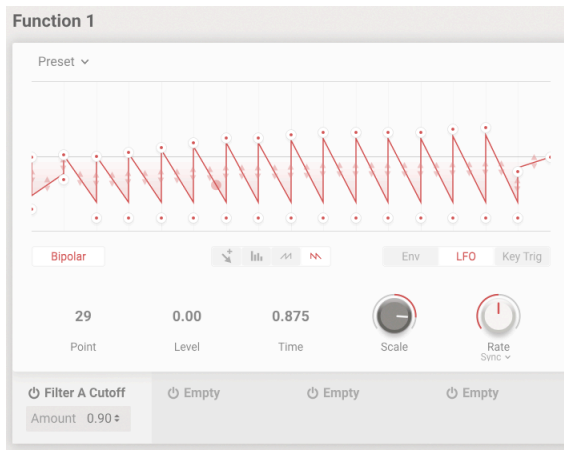 Function 1
Preset
Bipolar
Env LFO Key Trig
29 0.00 0.875
Point Level Time Scale Rate
Sync
Filter A Cutoff Empty Empty Empty
Amount 0.90